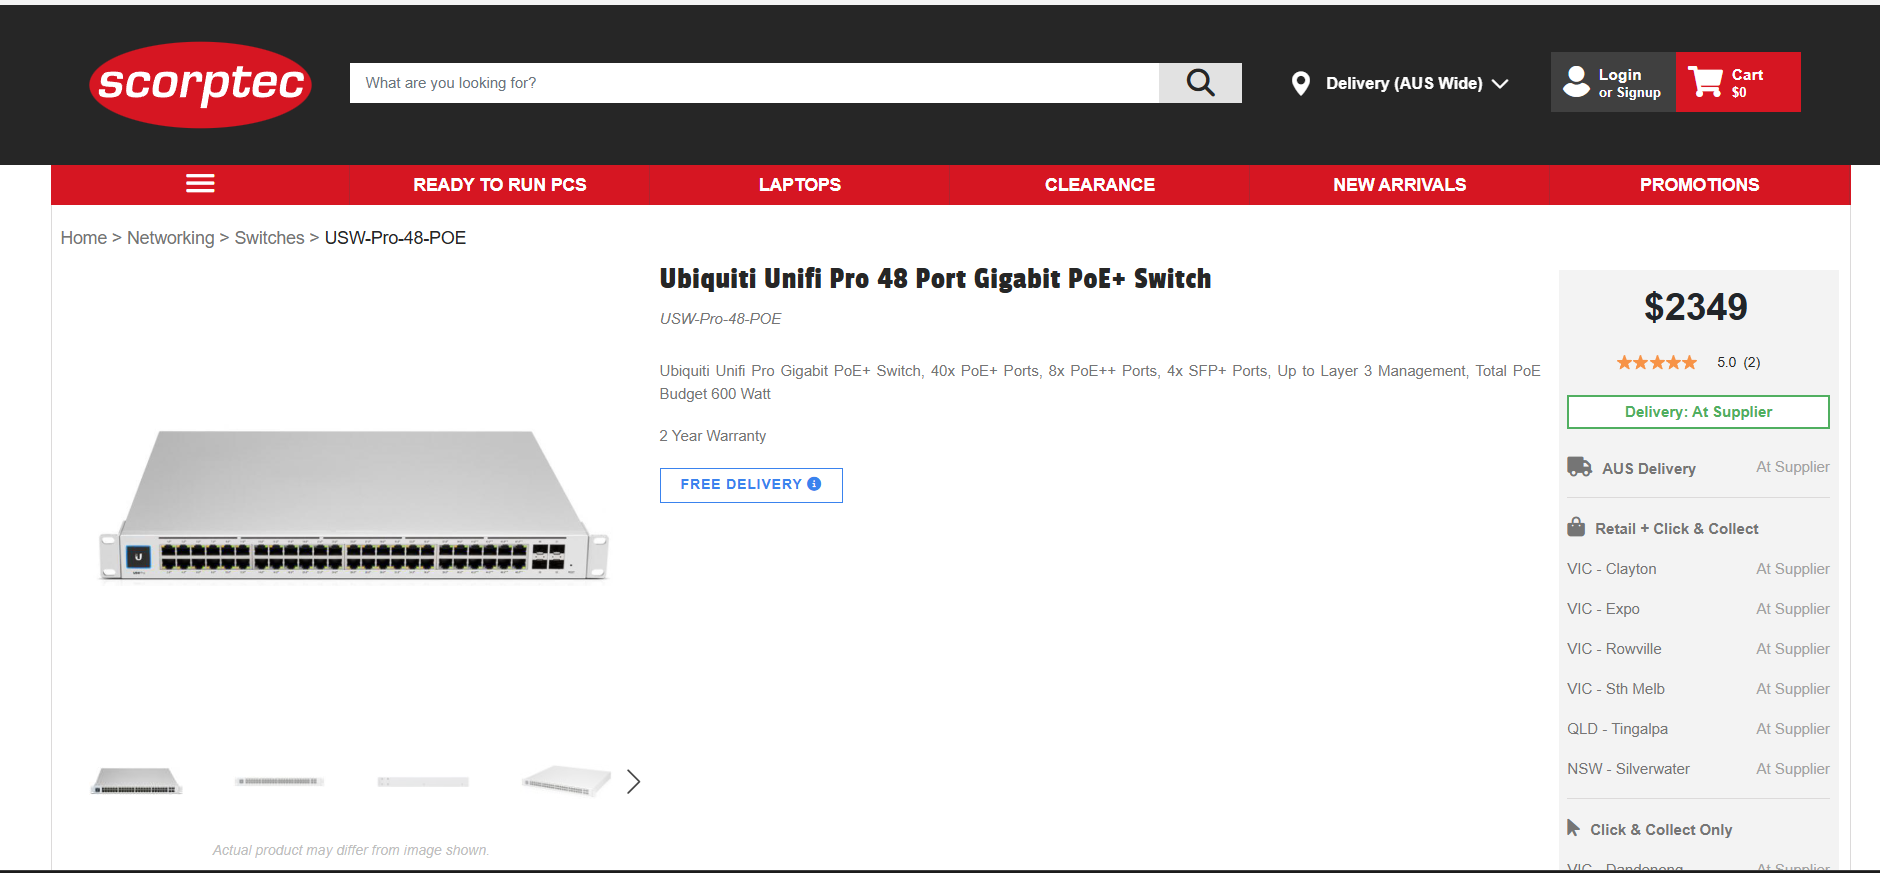 scorptec
What are you looking for?
Delivery (AUS Wide)
Login
or Signup
Cart
$0
READY TO RUN PCS
LAPTOPS
CLEARANCE
NEW ARRIVALS
PROMOTIONS
Home > Networking > Switches > USW-Pro-48-POE
Ubiquiti Unifi Pro 48 Port Gigabit PoE+ Switch
USW-Pro-48-POE
Ubiquiti Unifi Pro Gigabit PoE+ Switch, 40x PoE+ Ports, 8x PoE++ Ports, 4x SFP+ Ports, Up to Layer 3 Management, Total PoE
Budget 600 Watt
2 Year Warranty
FREE DELIVERY
Actual product may differ from image shown.
$2349
5.0 (2)
Delivery: At Supplier
AUS Delivery At Supplier
Retail + Click & Collect
VIC - Clayton At Supplier
VIC - Expo At Supplier
VIC - Rowville At Supplier
VIC - Sth Melb At Supplier
QLD - Tingalpa At Supplier
NSW - Silverwater At Supplier
Click & Collect Only
VIC - Dandenong At Supplier